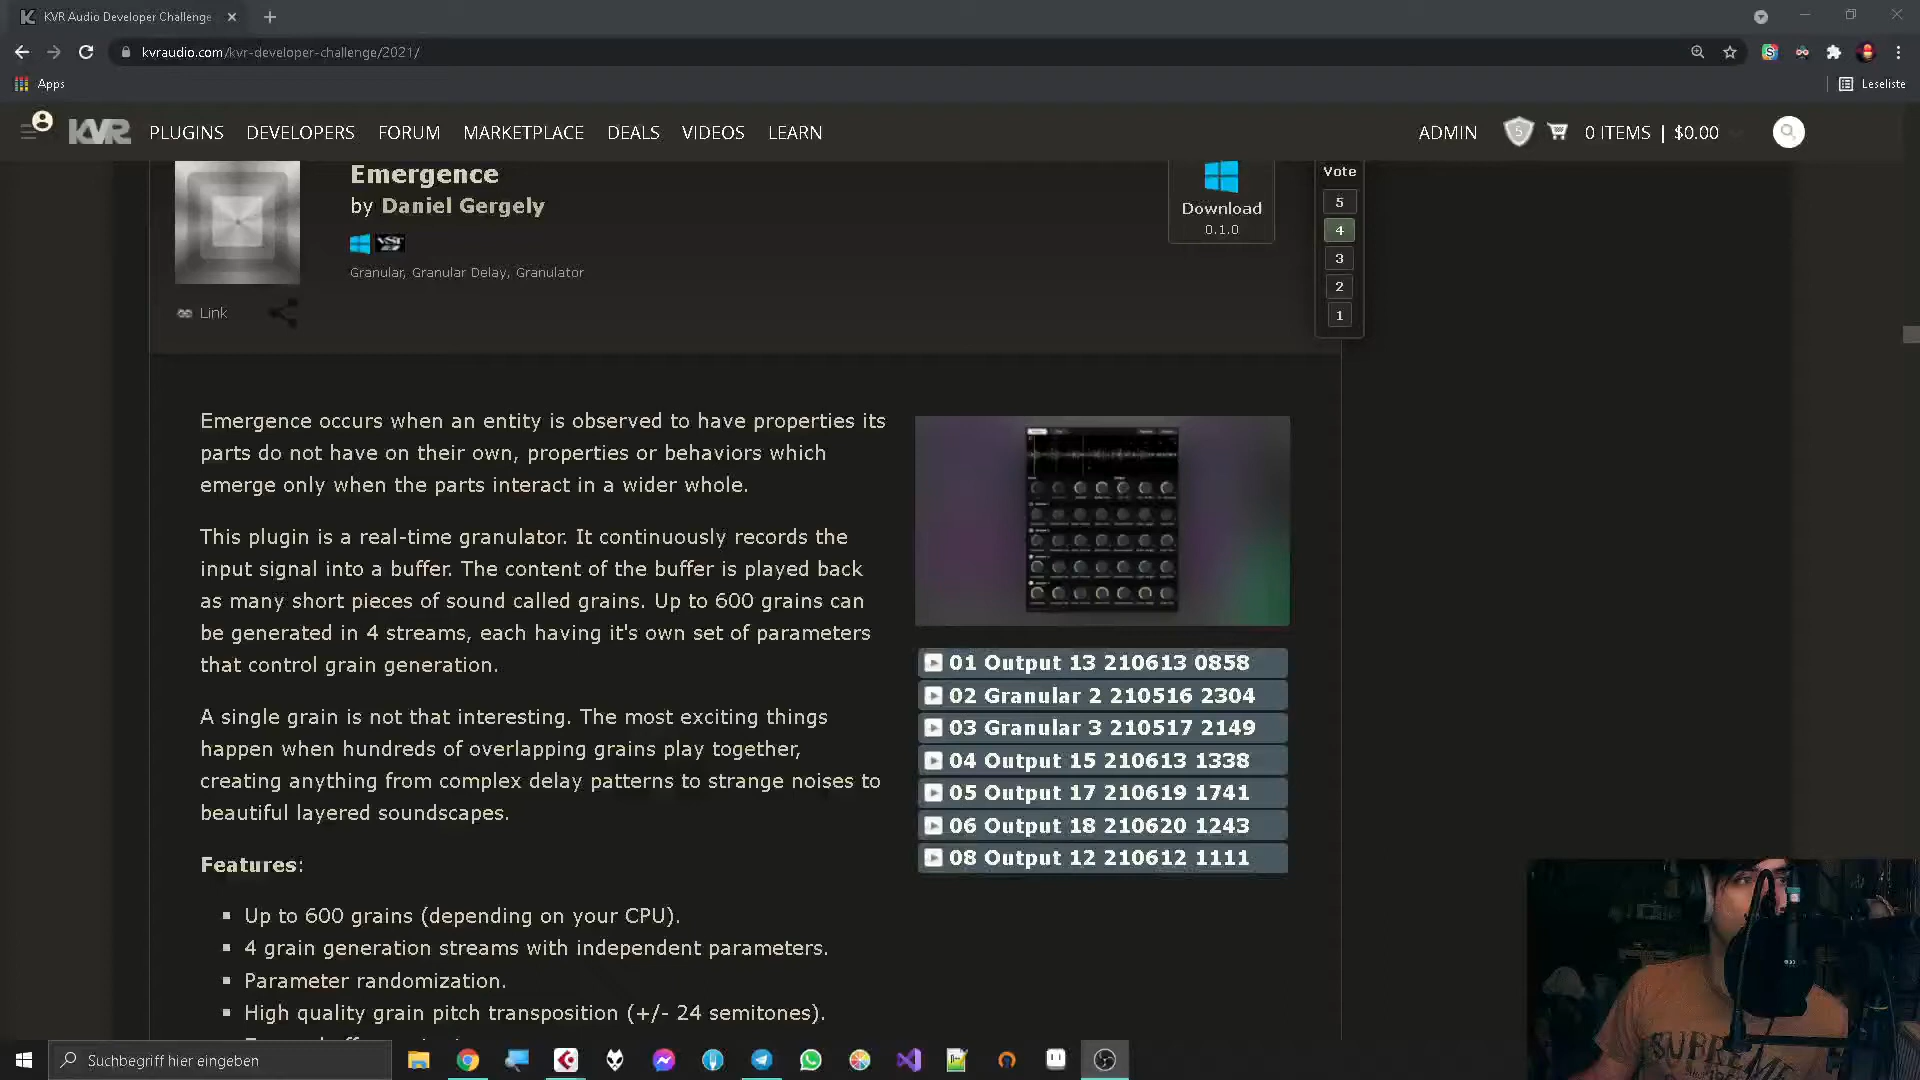 KVR Audio Developer Challenge
kvraudio.com/kvr-developer-challenge/2021/
Apps
Leseliste
KVR PLUGINS DEVELOPERS FORUM MARKETPLACE DEALS VIDEOS LEARN ADMIN 5 0 ITEMS | $0.00
Emergence
by Daniel Gergely
VST
Granular, Granular Delay, Granulator
Link
Download
0.1.0
Vote
5
4
3
2
1
Emergence occurs when an entity is observed to have properties its
parts do not have on their own, properties or behaviors which
emerge only when the parts interact in a wider whole.
This plugin is a real-time granulator. It continuously records the
input signal into a buffer. The content of the buffer is played back
as many short pieces of sound called grains. Up to 600 grains can
be generated in 4 streams, each having it's own set of parameters
that control grain generation.
A single grain is not that interesting. The most exciting things
happen when hundreds of overlapping grains play together,
creating anything from complex delay patterns to strange noises to
beautiful layered soundscapes.
Features:
▪ Up to 600 grains (depending on your CPU).
▪ 4 grain generation streams with independent parameters.
▪ Parameter randomization.
▪ High quality grain pitch transposition (+/- 24 semitones).
01 Output 13 210613 0858
02 Granular 2 210516 2304
03 Granular 3 210517 2149
04 Output 15 210613 1338
05 Output 17 210619 1741
06 Output 18 210620 1243
08 Output 12 210612 1111
SUPREME
Suchbegriff hier eingeben